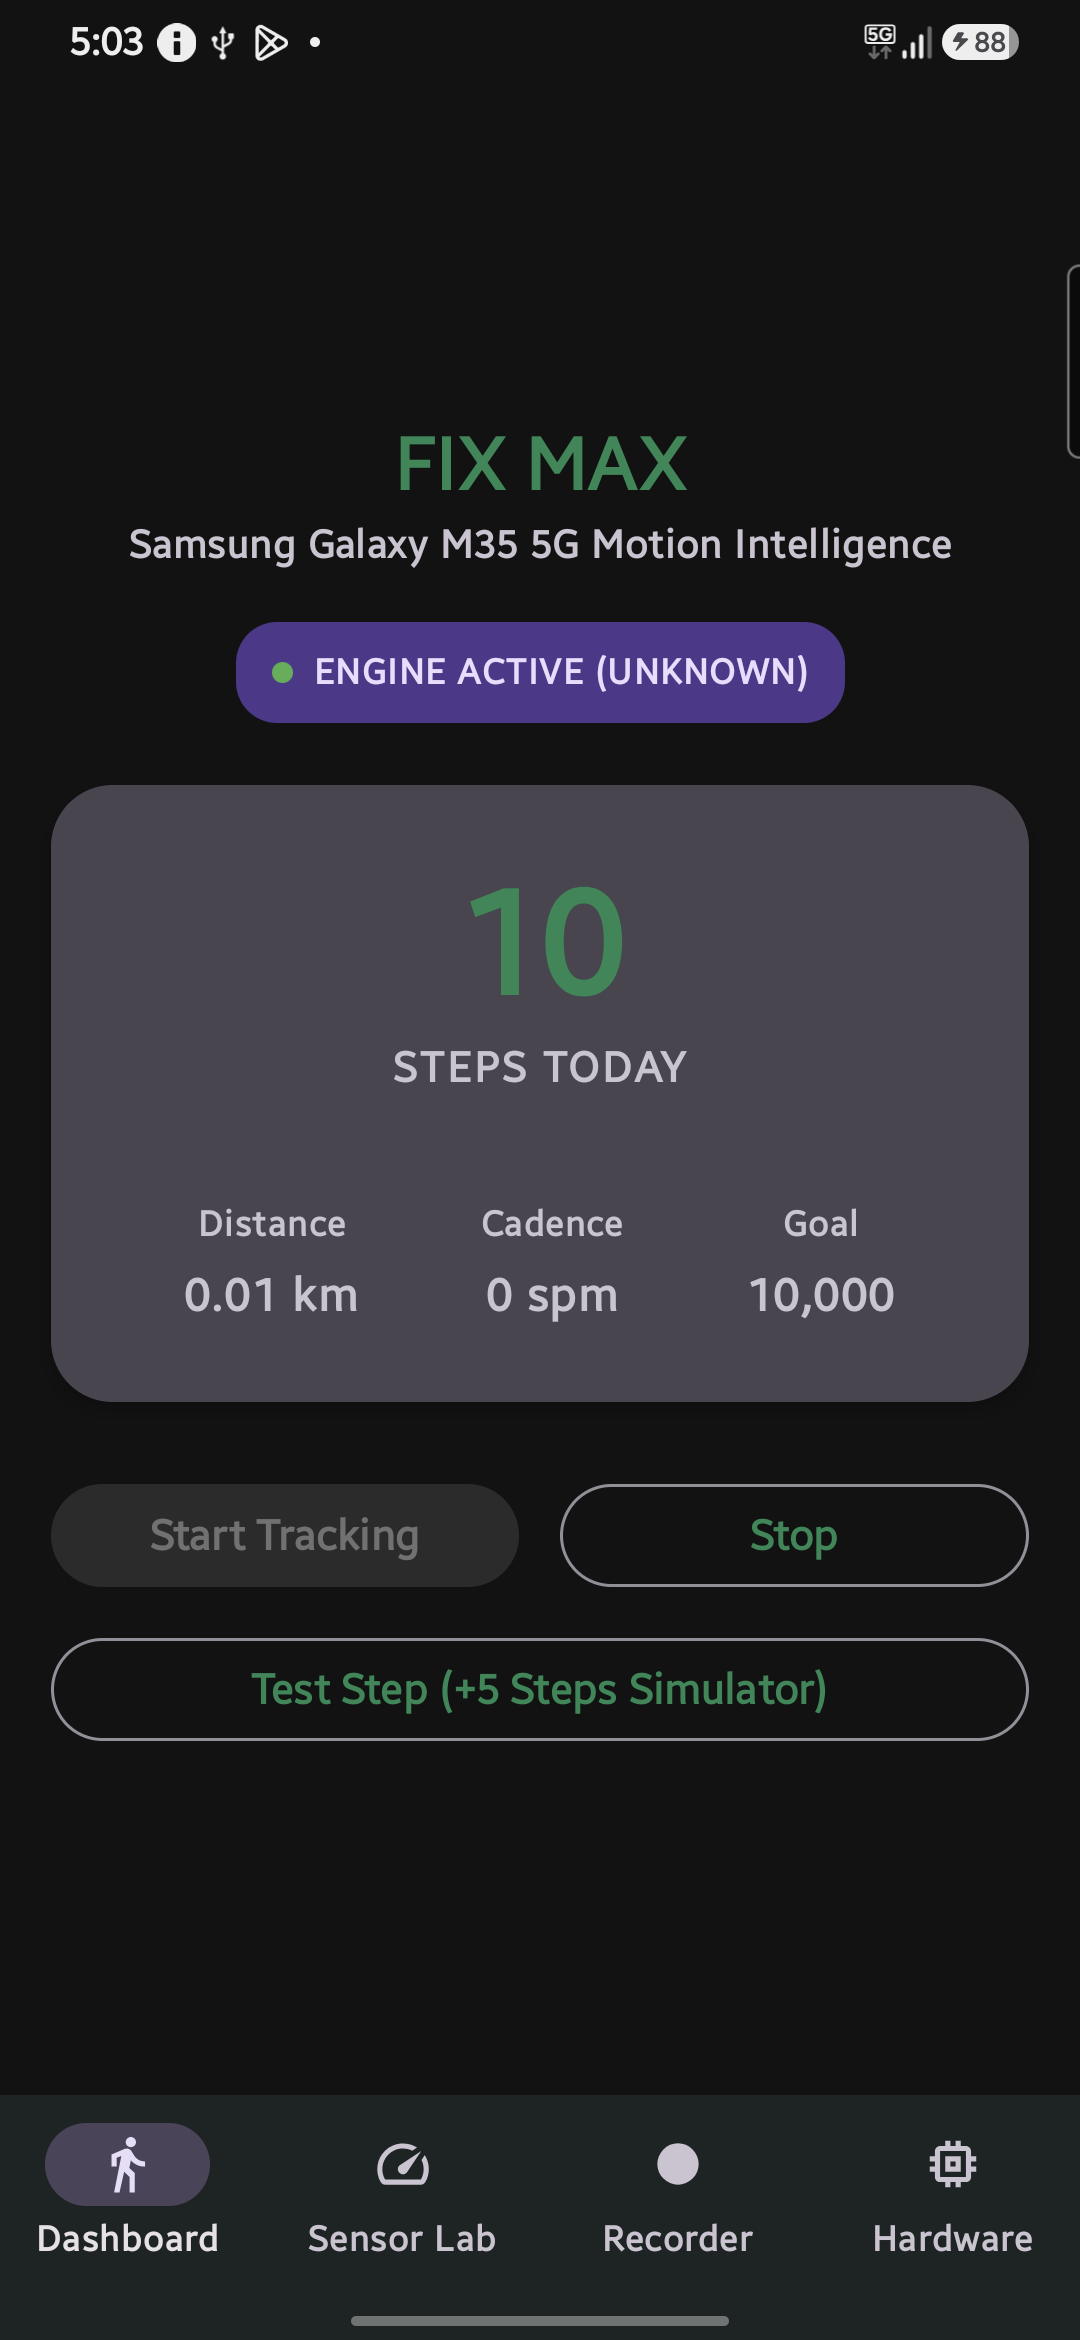 5:03 5G 88
FIX MAX
Samsung Galaxy M35 5G Motion Intelligence
ENGINE ACTIVE (UNKNOWN)
10
STEPS TODAY
Distance Cadence Goal
0.01 km 0 spm 10,000
Start Tracking Stop
Test Step (+5 Steps Simulator)
Dashboard Sensor Lab Recorder Hardware